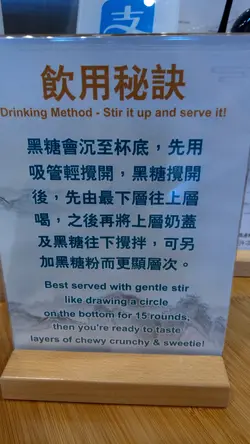 支
飲用秘訣
Drinking Method - Stir it up and serve it!
黑糖會沉至杯底，先用
吸管輕攪開，黑糖攪開
後，先由最下層往上層
喝，之後再將上層奶蓋
及黑糖往下攪拌，可另
加黑糖粉而更顯層次。
Best served with gentle stir
like drawing a circle
on the bottom for 15 rounds,
then you're ready to taste
layers of chewy crunchy & sweetie!